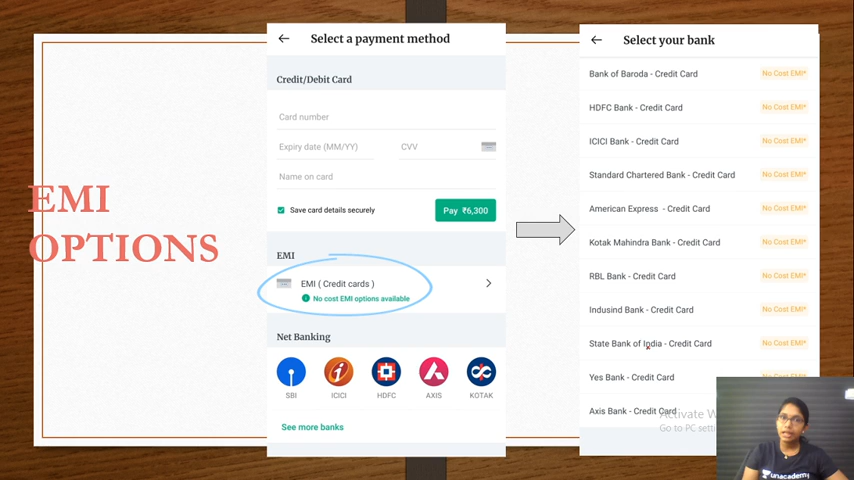 EMI
OPTIONS
Select a payment method
Credit/Debit Card
Card number
Expiry date (MM/YY)
CVV
Name on card
Save card details securely
Pay ₹6,300
EMI
EMI ( Credit cards )
No cost EMI options available
Net Banking
SBI
ICICI
HDFC
AXIS
KOTAK
See more banks
Select your bank
Bank of Baroda - Credit Card No Cost EMI*
HDFC Bank - Credit Card No Cost EMI*
ICICI Bank - Credit Card No Cost EMI*
Standard Chartered Bank - Credit Card No Cost EMI*
American Express - Credit Card No Cost EMI*
Kotak Mahindra Bank - Credit Card No Cost EMI*
RBL Bank - Credit Card No Cost EMI*
Indusind Bank - Credit Card No Cost EMI*
State Bank of India - Credit Card No Cost EMI*
Yes Bank - Credit Card
Axis Bank - Credit Card
Activate W
Go to PC setti
unacademy